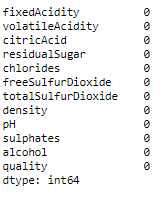 fixedAcidity 0
volatileAcidity 0
citricAcid 0
residualSugar 0
chlorides 0
freeSulfurDioxide 0
totalSulfurDioxide 0
density 0
pH 0
sulphates 0
alcohol 0
quality 0
dtype: int64